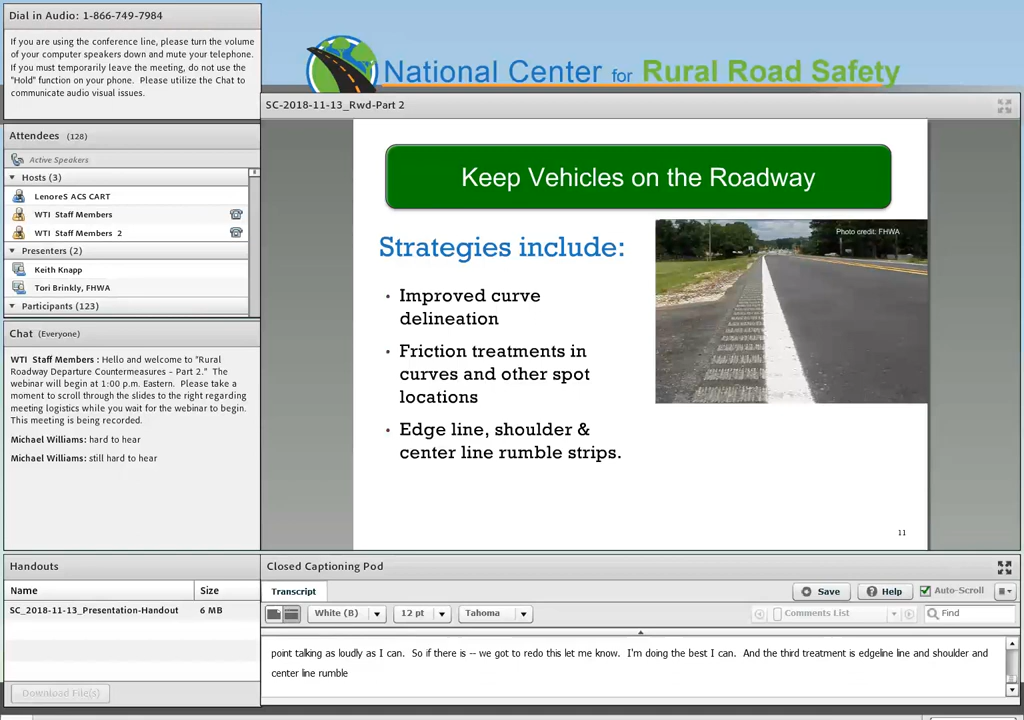 Dial in Audio: 1-866-749-7984
If you are using the conference line, please turn the volume
of your computer speakers down and mute your telephone.
If you must temporarily leave the meeting, do not use the
"Hold" function on your phone. Please utilize the Chat to
communicate audio visual issues.
National Center for Rural Road Safety
SC-2018-11-13_Rwd-Part 2
Attendees (128)
Active Speakers
Hosts (3)
LenoreS ACS CART
WTI Staff Members
WTI Staff Members 2
Presenters (2)
Keith Knapp
Tori Brinkly, FHWA
Participants (123)
Chat (Everyone)
WTI Staff Members : Hello and welcome to "Rural
Roadway Departure Countermeasures – Part 2." The
webinar will begin at 1:00 p.m. Eastern. Please take a
moment to scroll through the slides to the right regarding
meeting logistics while you wait for the webinar to begin.
This meeting is being recorded.
Michael Williams: hard to hear
Michael Williams: still hard to hear
Keep Vehicles on the Roadway
Strategies include:
• Improved curve
delineation
• Friction treatments in
curves and other spot
locations
• Edge line, shoulder &
center line rumble strips.
Photo credit: FHWA
11
Handouts
Name Size
SC_2018-11-13_Presentation-Handout 6 MB
Download File(s)
Closed Captioning Pod
Transcript
Save
Help
Auto-Scroll
White (B)
12 pt
Tahoma
Comments List
Find
point talking as loudly as I can. So if there is -- we got to redo this let me know. I'm doing the best I can. And the third treatment is edgeline line and shoulder and
center line rumble